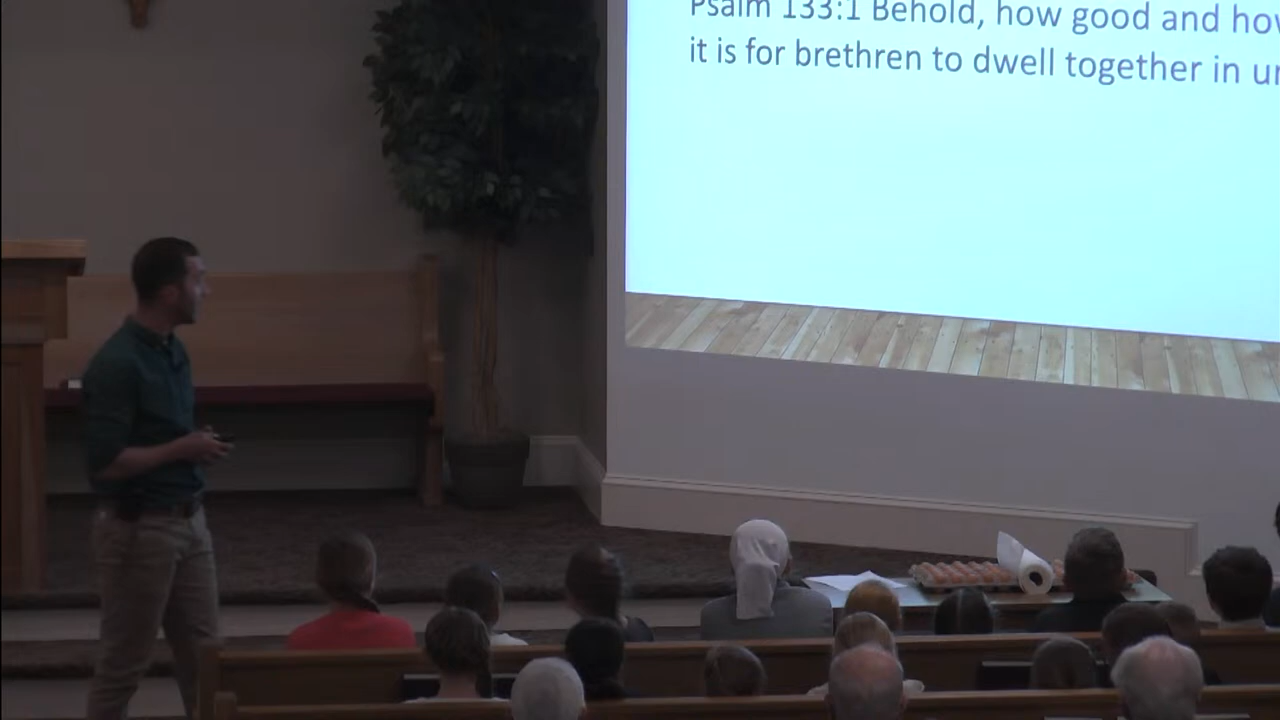 Psalm 133:1 Behold, how good and how
it is for brethren to dwell together in